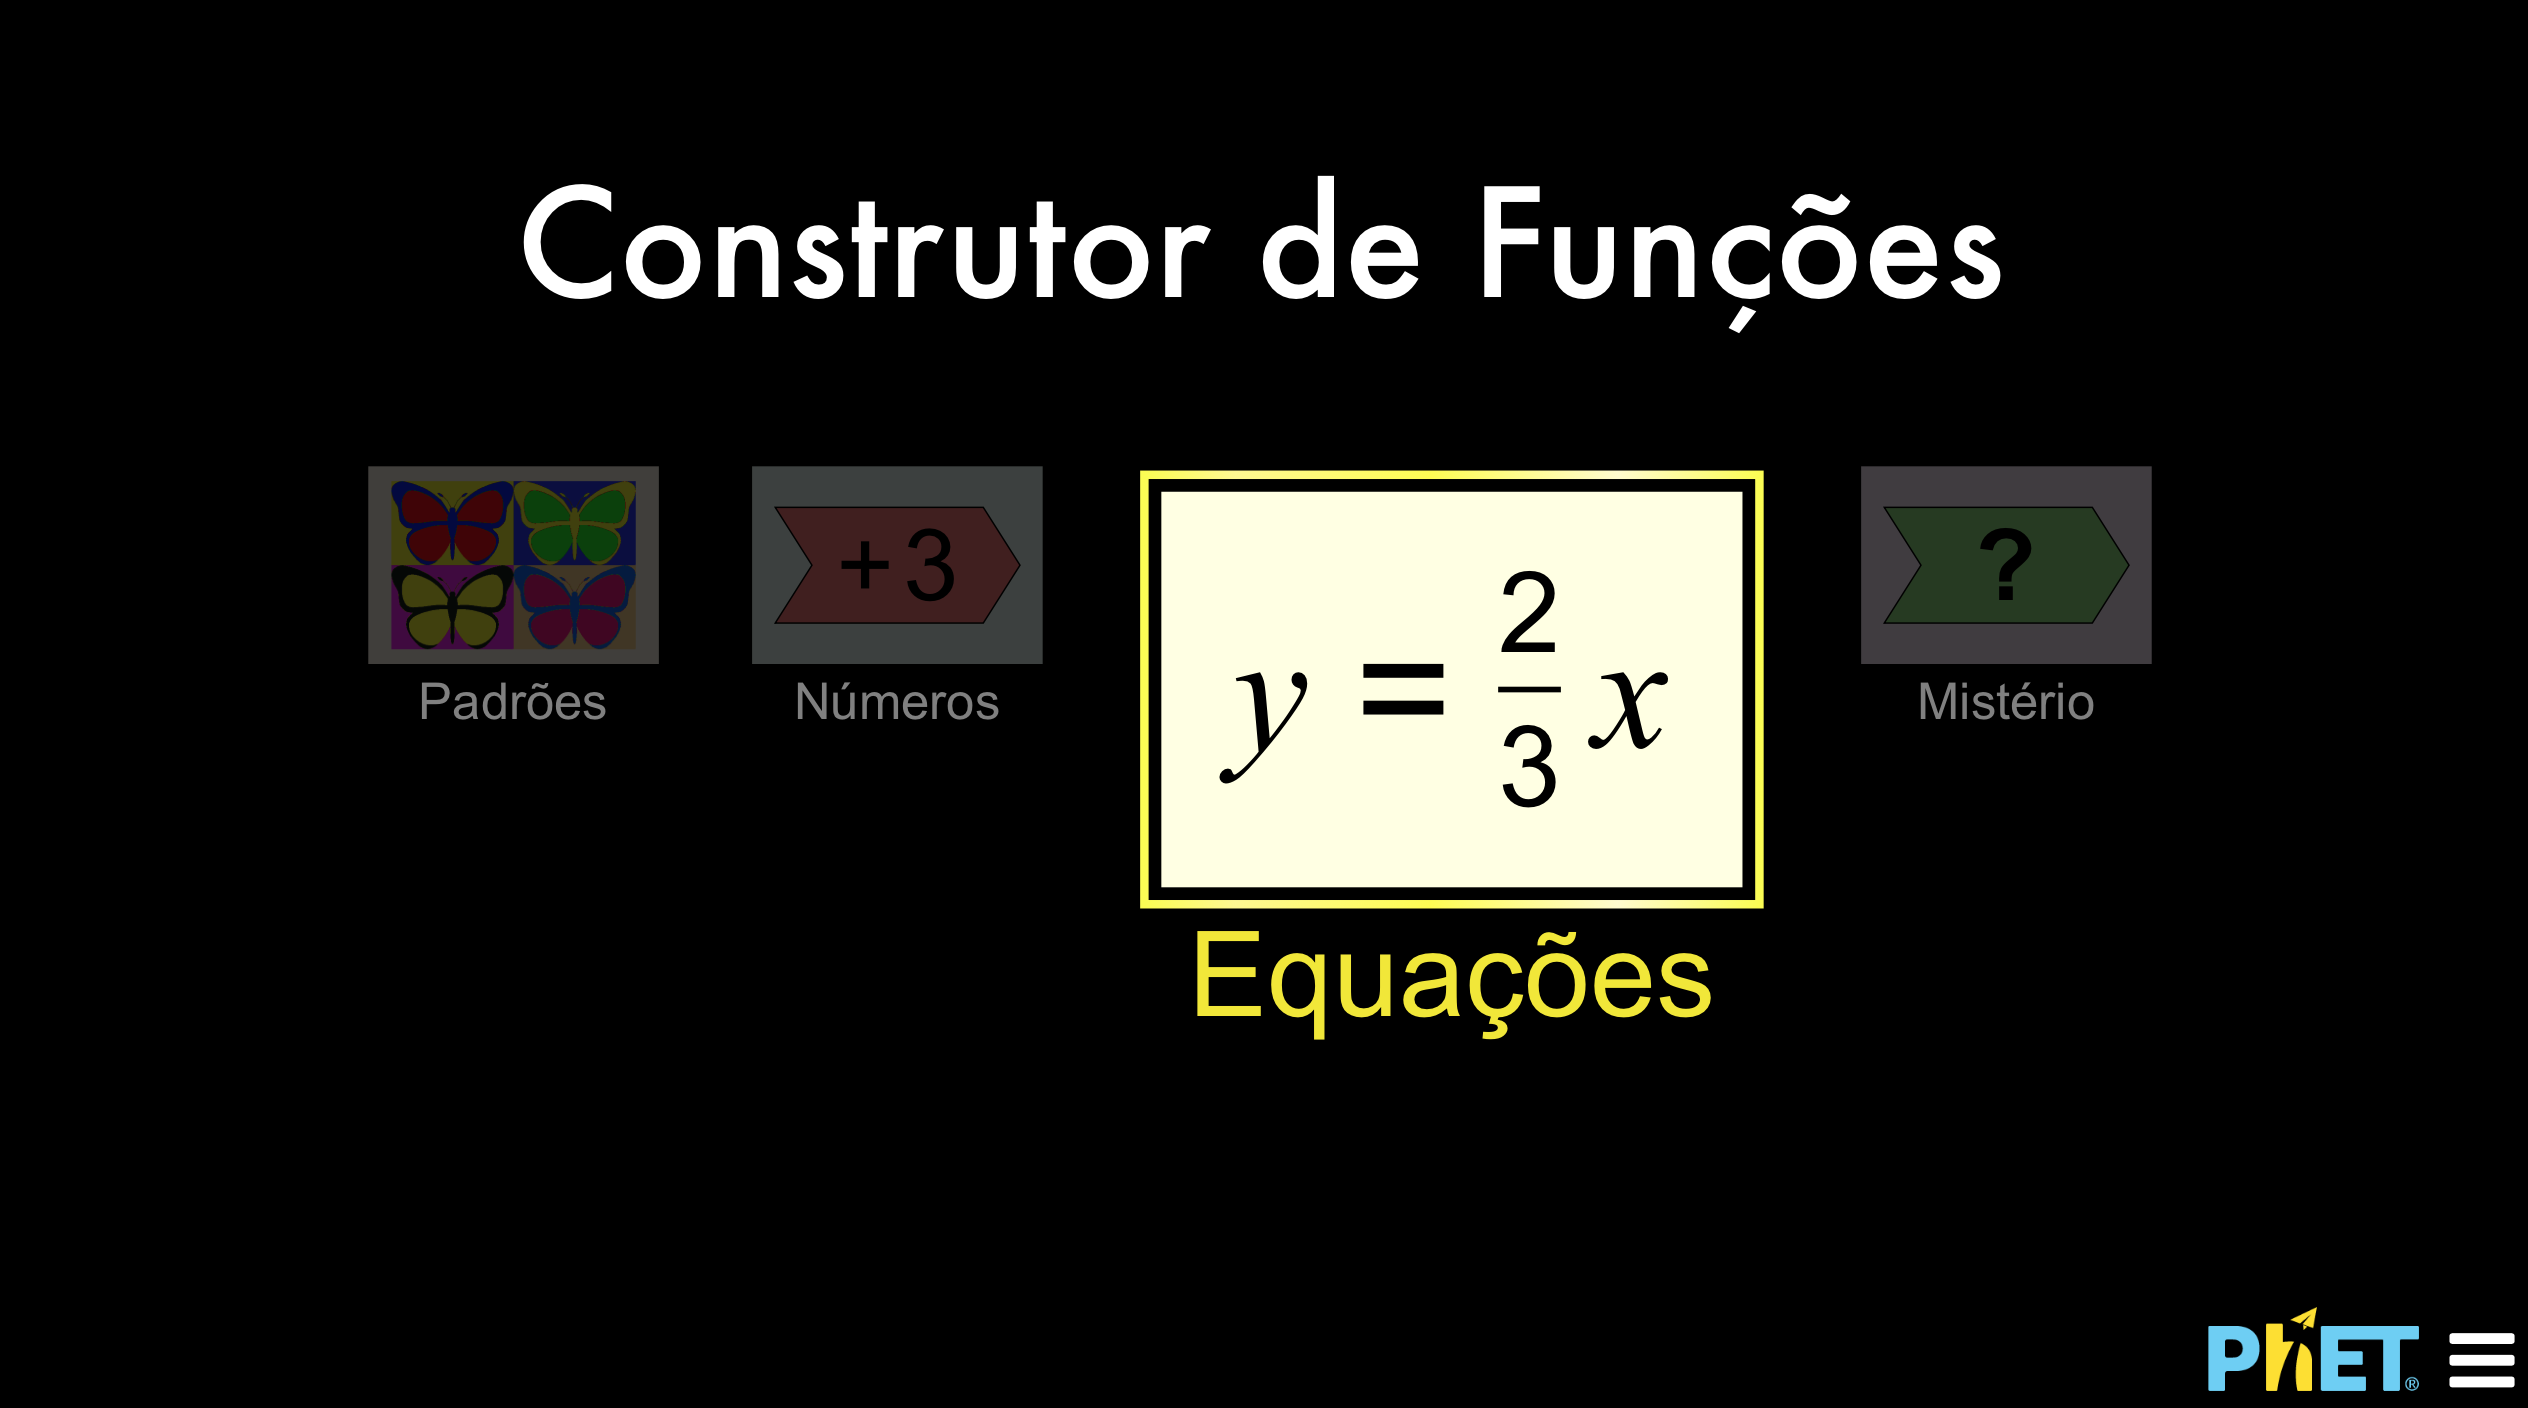 Construtor de Funções
Padrões
+ 3
Números
y = 2/3 x
Equações
?
Mistério
PhET®